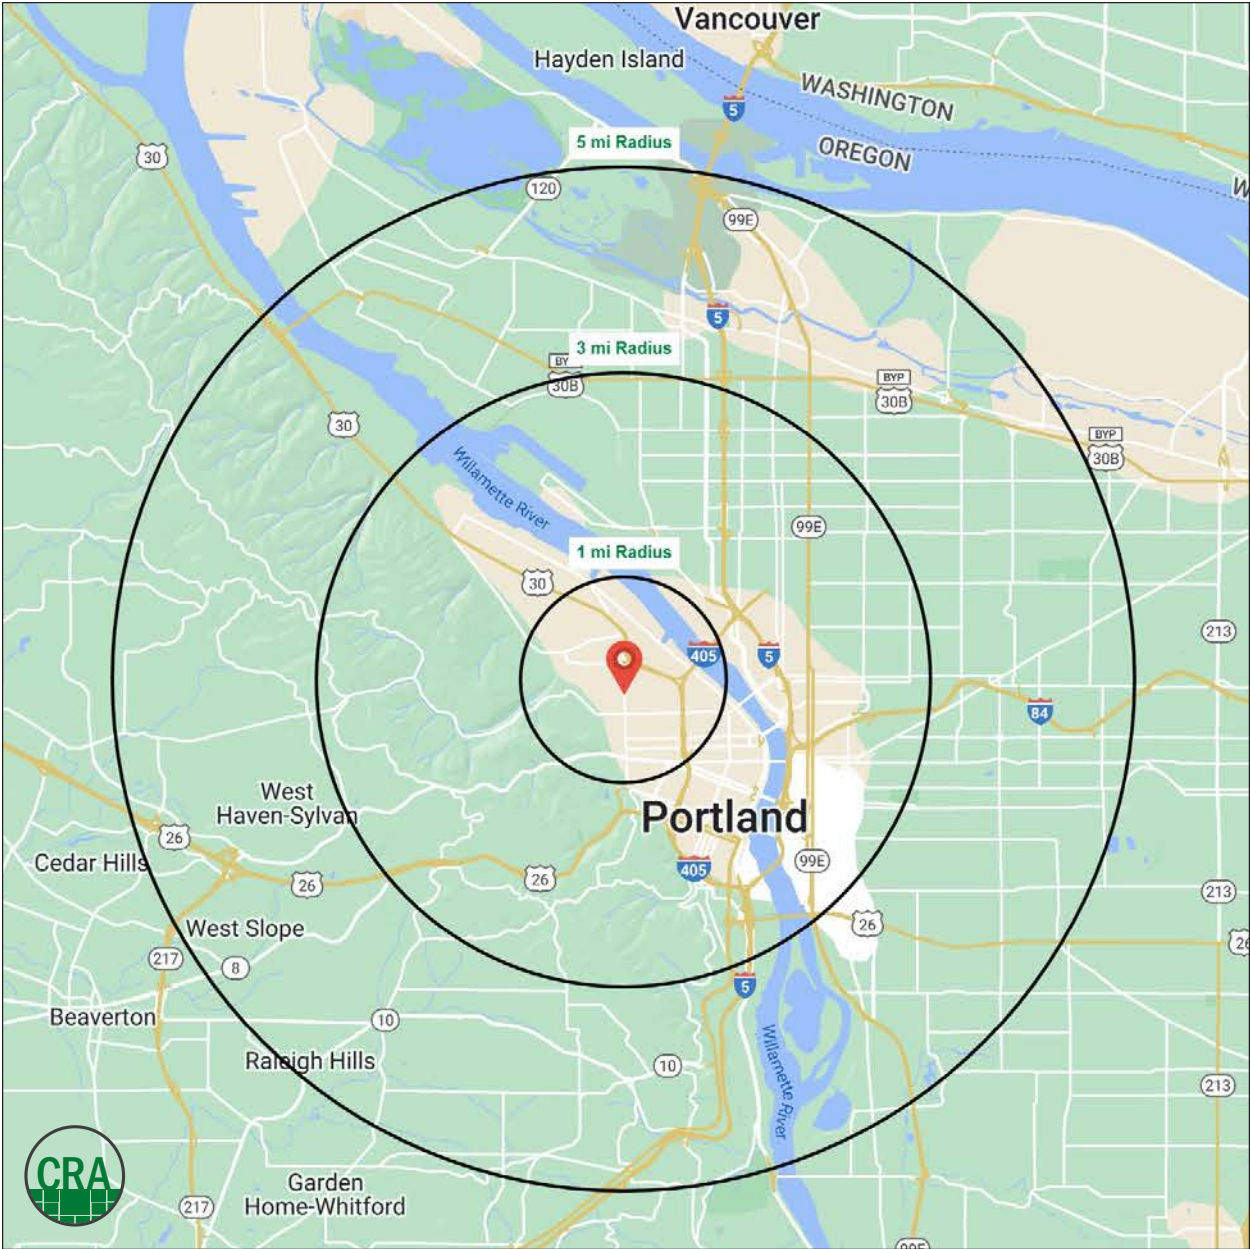 Vancouver
Hayden Island
WASHINGTON
5
OREGON
5 mi Radius
30
120
W
99E
5
3 mi Radius
BY
30B
BYP
30B
30
BYP
30B
Willamette River
99E
1 mi Radius
30
213
405
5
84
West
Haven-Sylvan
Portland
26
Cedar Hills
99E
405
26
26
213
West Slope
26
26
217
8
5
Beaverton
10
Raleigh Hills
10
Willamette River
213
CRA
Garden
Home-Whitford
217
99E